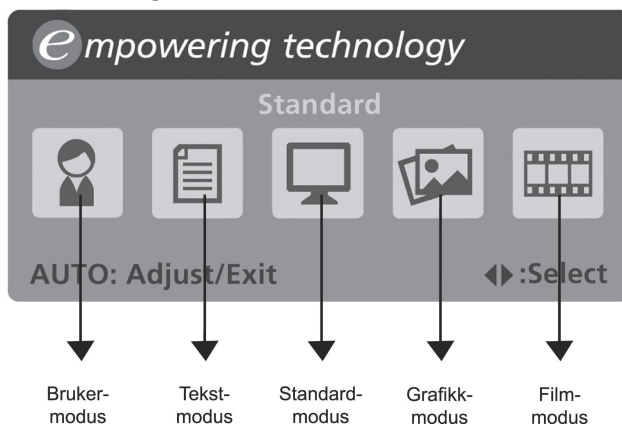 empowering technology
Standard
AUTO: Adjust/Exit ◀▶ :Select
Bruker- Tekst- Standard- Grafikk- Film-
modus modus modus modus modus